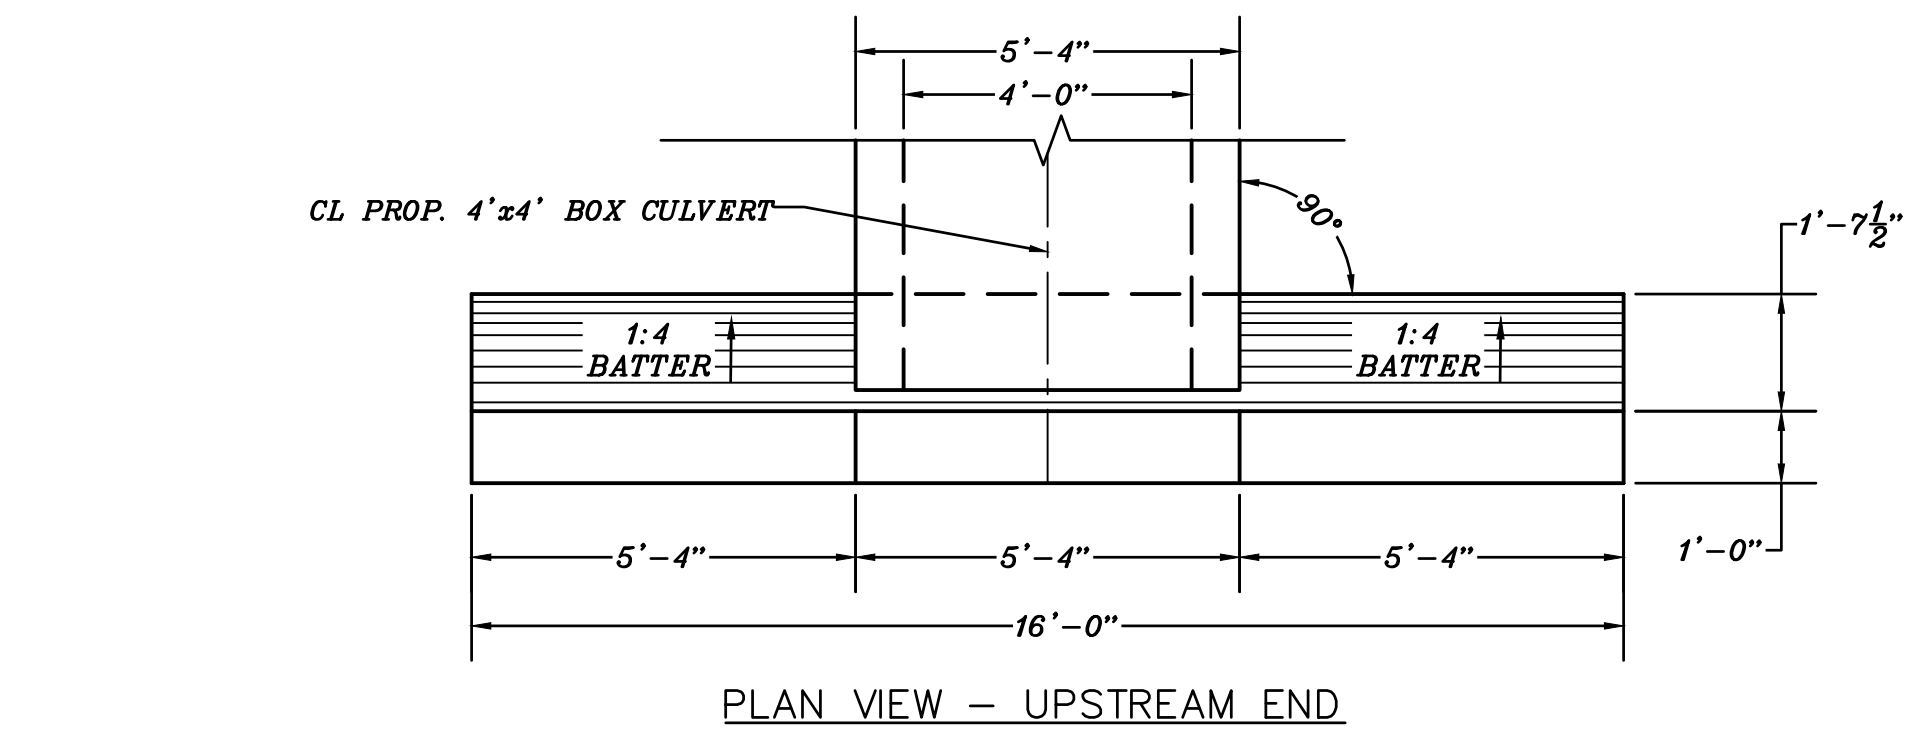 5'-4"
4'-0"
CL PROP. 4'x4' BOX CULVERT
90°
1'-7½"
1:4
BATTER
1:4
BATTER
5'-4"
5'-4"
5'-4"
1'-0"
16'-0"
PLAN VIEW - UPSTREAM END